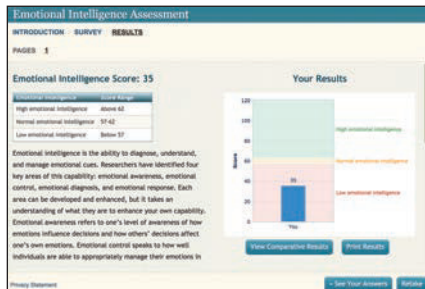 Emotional Intelligence Assessment
INTRODUCTION SURVEY RESULTS
PAGES 1
Emotional Intelligence Score: 35
Emotional Intelligence Score Range
High emotional intelligence Above 62
Normal emotional intelligence 57-62
Low emotional intelligence Below 57
Emotional intelligence is the ability to diagnose, understand,
and manage emotional cues. Researchers have identified four
key areas of this capability: emotional awareness, emotional
control, emotional diagnosis, and emotional response. Each
area can be developed and enhanced, but it takes an
understanding of what they are to enhance your own capability.
Emotional awareness refers to one's level of awareness of how
emotions influence decisions and how others' decisions affect
one's own emotions. Emotional control speaks to how well
individuals are able to appropriately manage their emotions in
Your Results
120
100
80
60
40
20
0
Score
35
You
High emotional intelligence
Normal emotional intelligence
Low emotional intelligence
View Comparative Results
Print Results
Privacy Statement
See Your Answers
Retake